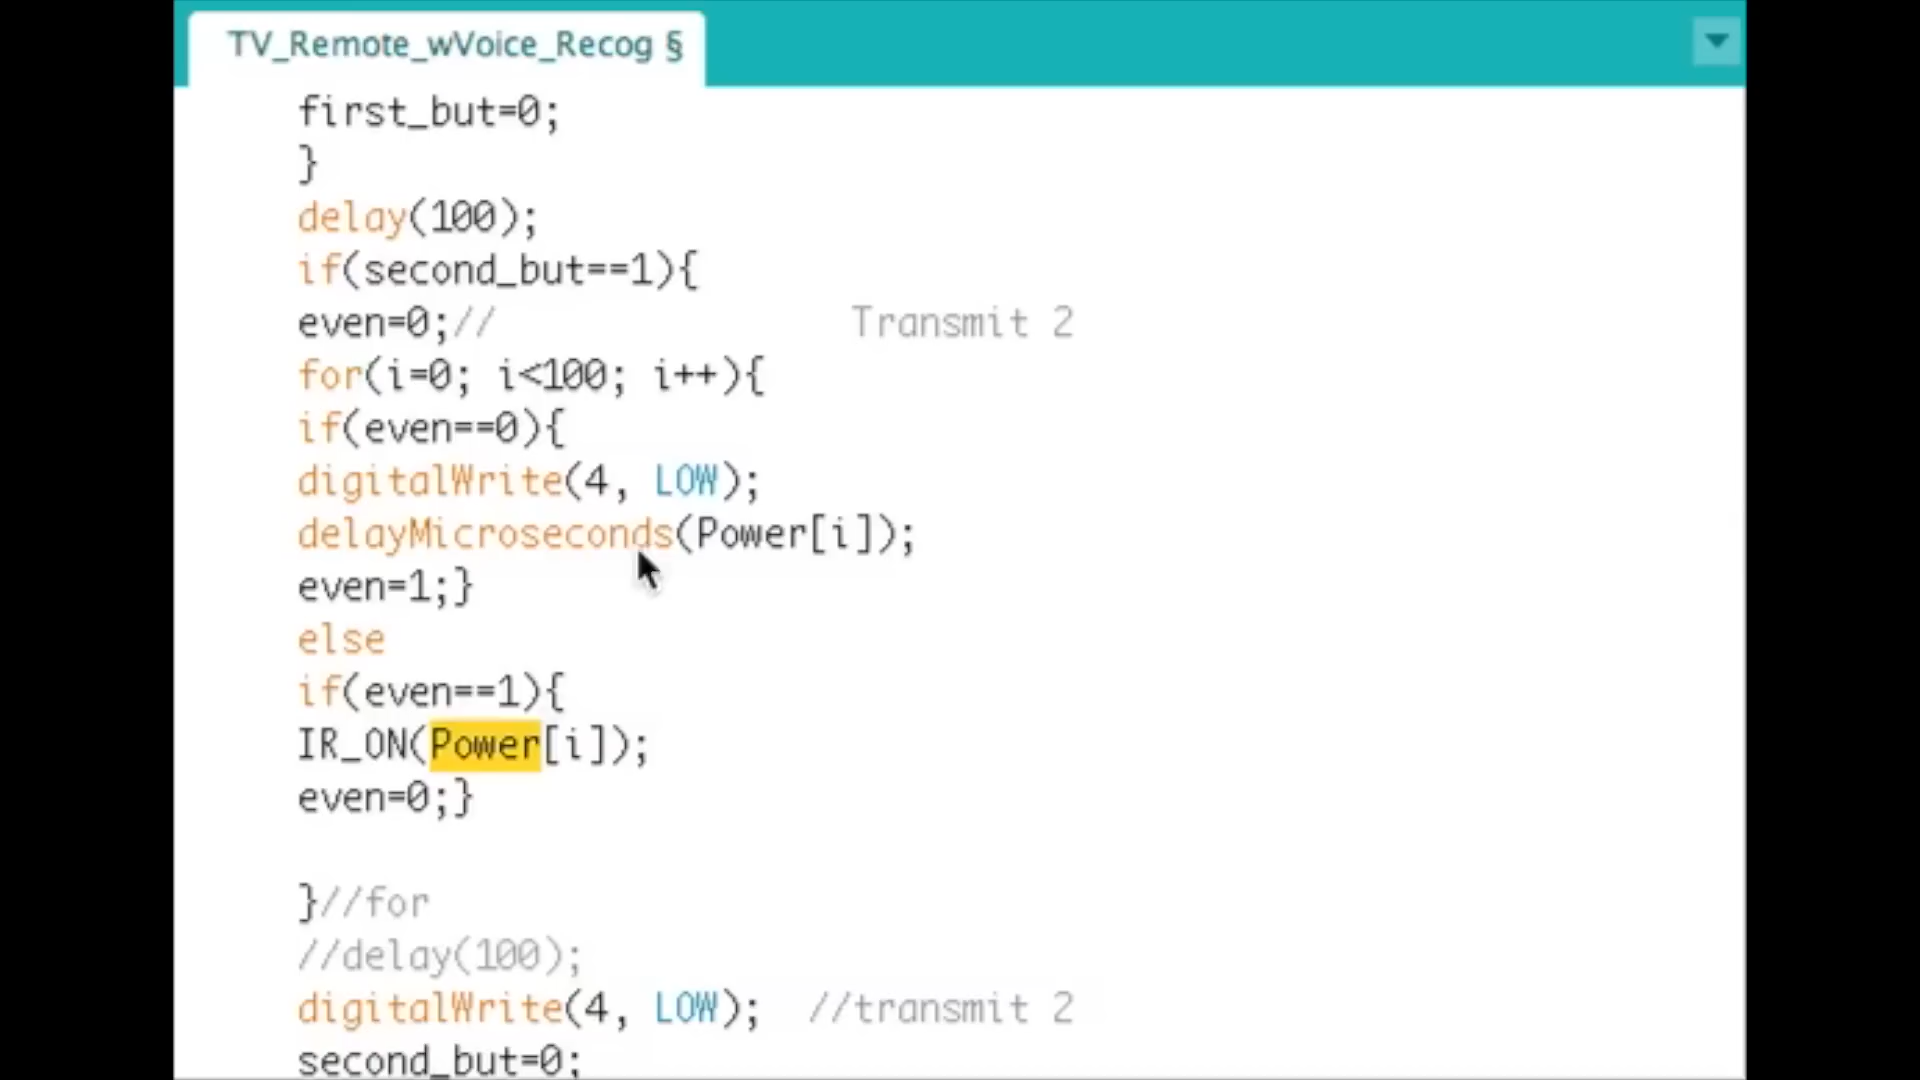 TV_Remote_wVoice_Recog §
first_but=0;
}
delay(100);
if(second_but==1){
even=0;// Transmit 2
for(i=0; i<100; i++){
if(even==0){
digitalWrite(4, LOW);
delayMicroseconds(Power[i]);
even=1;}
else
if(even==1){
IR_ON(Power[i]);
even=0;}
}//for
//delay(100);
digitalWrite(4, LOW); //transmit 2
second_but=0;